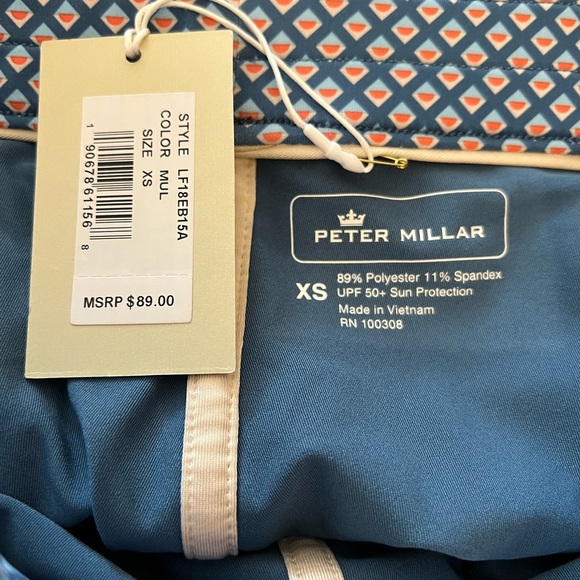 STYLE LF18EB15A
COLOR MUL
SIZE XS
1 90678 61156 8
MSRP $89.00
PETER MILLAR
XS
89% Polyester 11% Spandex
UPF 50+ Sun Protection
Made in Vietnam
RN 100308